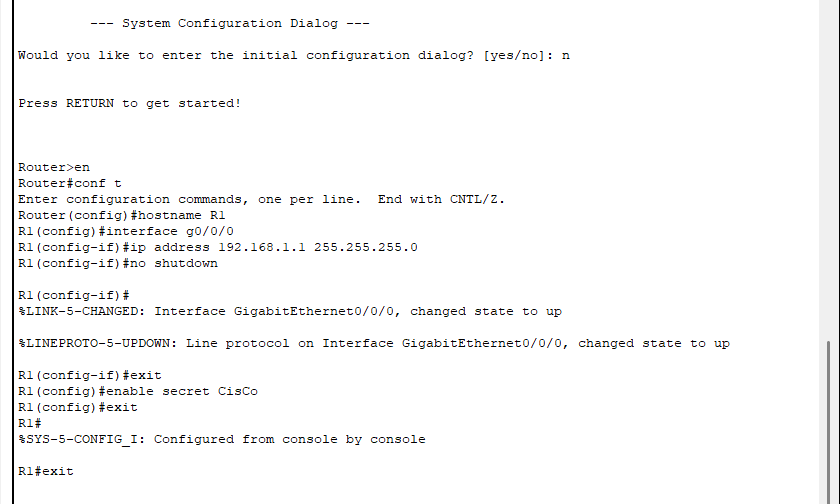 --- System Configuration Dialog ---
Would you like to enter the initial configuration dialog? [yes/no]: n
Press RETURN to get started!
Router>en
Router#conf t
Enter configuration commands, one per line.  End with CNTL/Z.
Router(config)#hostname R1
R1(config)#interface g0/0/0
R1(config-if)#ip address 192.168.1.1 255.255.255.0
R1(config-if)#no shutdown
R1(config-if)#
%LINK-5-CHANGED: Interface GigabitEthernet0/0/0, changed state to up
%LINEPROTO-5-UPDOWN: Line protocol on Interface GigabitEthernet0/0/0, changed state to up
R1(config-if)#exit
R1(config)#enable secret CisCo
R1(config)#exit
R1#
%SYS-5-CONFIG_I: Configured from console by console
R1#exit